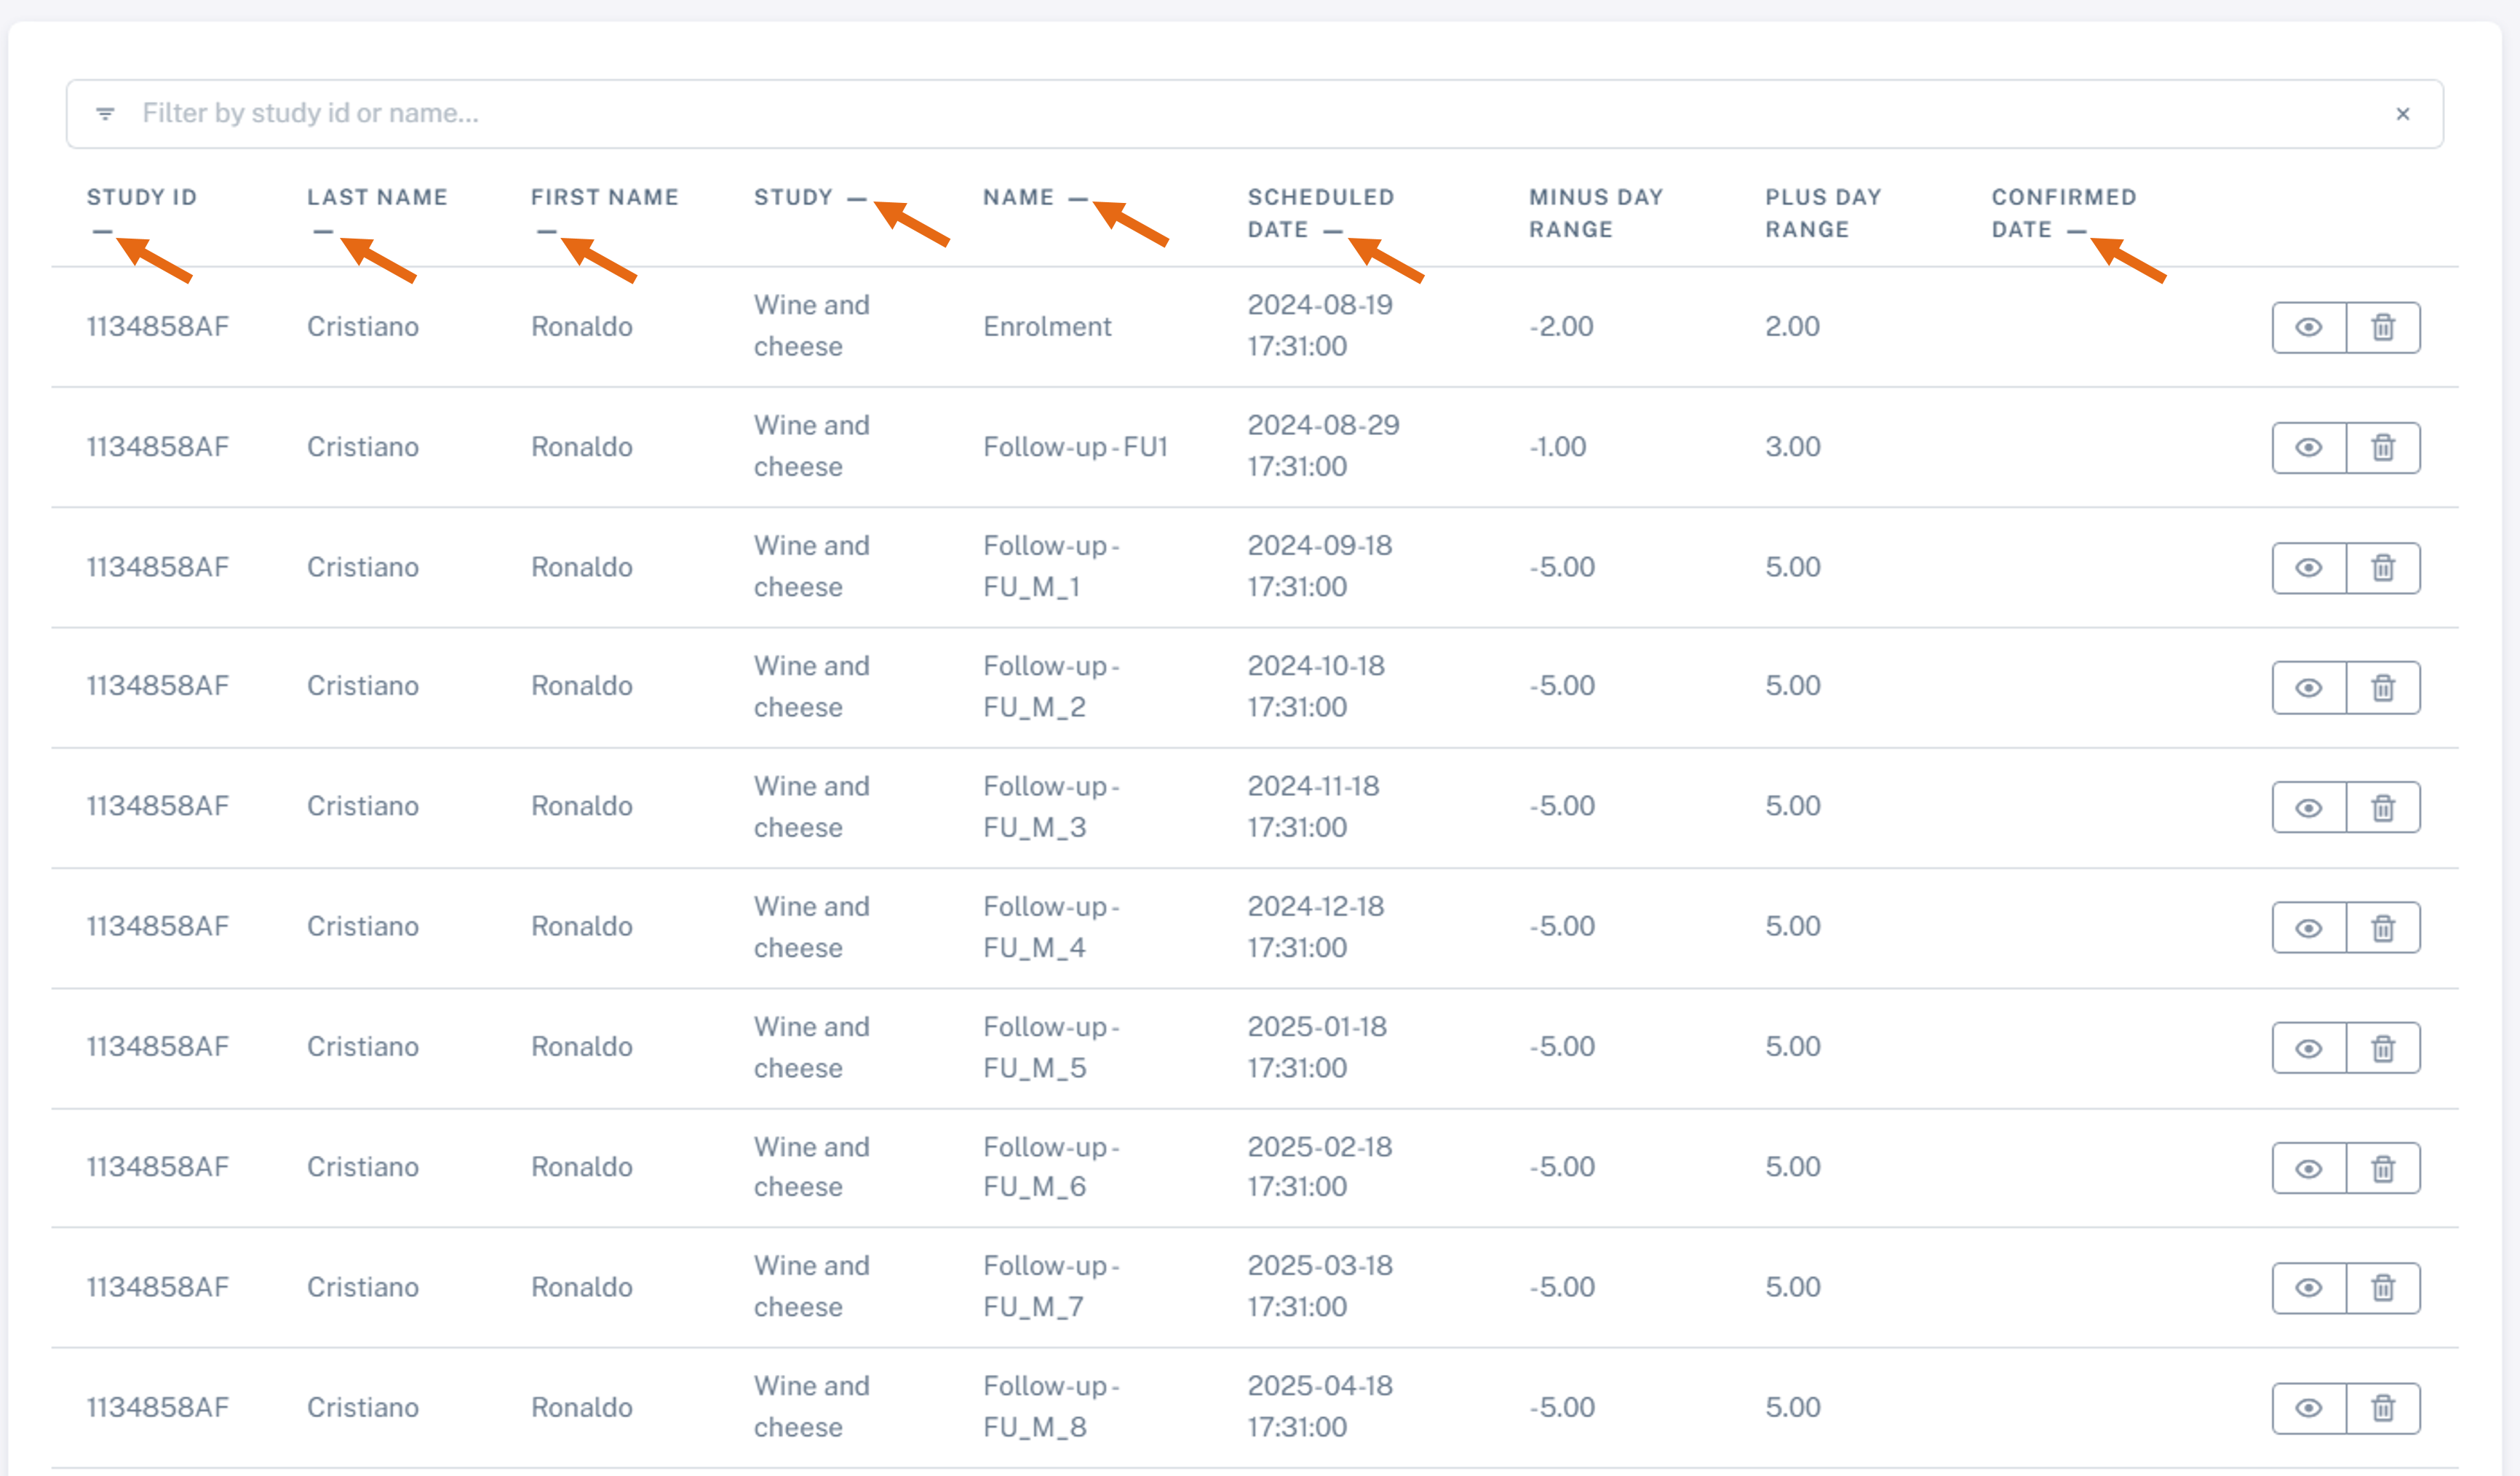 Filter by study id or name...
STUDY ID — LAST NAME — FIRST NAME — STUDY — NAME — SCHEDULED DATE — MINUS DAY RANGE PLUS DAY RANGE CONFIRMED DATE —
1134858AF Cristiano Ronaldo Wine and cheese Enrolment 2024-08-19 17:31:00 -2.00 2.00
1134858AF Cristiano Ronaldo Wine and cheese Follow-up - FU1 2024-08-29 17:31:00 -1.00 3.00
1134858AF Cristiano Ronaldo Wine and cheese Follow-up - FU_M_1 2024-09-18 17:31:00 -5.00 5.00
1134858AF Cristiano Ronaldo Wine and cheese Follow-up - FU_M_2 2024-10-18 17:31:00 -5.00 5.00
1134858AF Cristiano Ronaldo Wine and cheese Follow-up - FU_M_3 2024-11-18 17:31:00 -5.00 5.00
1134858AF Cristiano Ronaldo Wine and cheese Follow-up - FU_M_4 2024-12-18 17:31:00 -5.00 5.00
1134858AF Cristiano Ronaldo Wine and cheese Follow-up - FU_M_5 2025-01-18 17:31:00 -5.00 5.00
1134858AF Cristiano Ronaldo Wine and cheese Follow-up - FU_M_6 2025-02-18 17:31:00 -5.00 5.00
1134858AF Cristiano Ronaldo Wine and cheese Follow-up - FU_M_7 2025-03-18 17:31:00 -5.00 5.00
1134858AF Cristiano Ronaldo Wine and cheese Follow-up - FU_M_8 2025-04-18 17:31:00 -5.00 5.00